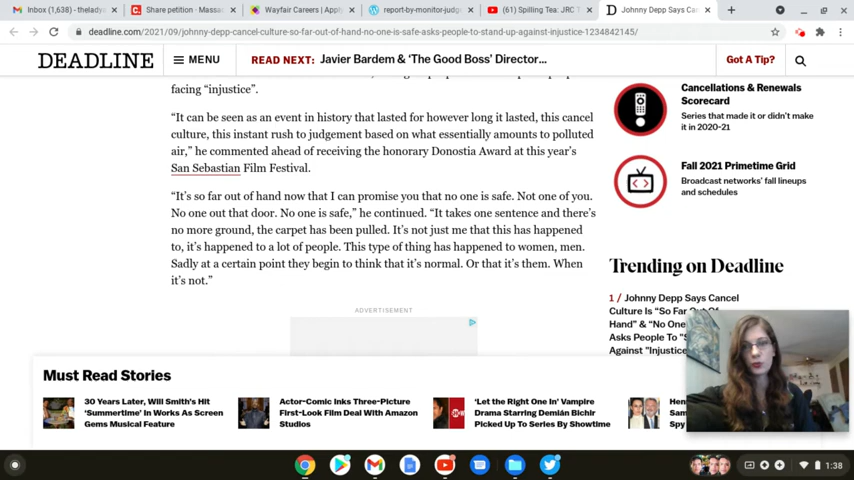 Inbox (1,638) - thelady
Share petition · Massa
Wayfair Careers | Apply
report-by-monitor-judg
(61) Spilling Tea: JRC T
Johnny Depp Says Can
deadline.com/2021/09/johnny-depp-cancel-culture-so-far-out-of-hand-no-one-is-safe-asks-people-to-stand-up-against-injustice-1234842145/
DEADLINE
MENU
READ NEXT: Javier Bardem & ‘The Good Boss’ Director...
Got A Tip?
facing “injustice”.
“It can be seen as an event in history that lasted for however long it lasted, this cancel
culture, this instant rush to judgement based on what essentially amounts to polluted
air,” he commented ahead of receiving the honorary Donostia Award at this year’s
San Sebastian Film Festival.
“It’s so far out of hand now that I can promise you that no one is safe. Not one of you.
No one out that door. No one is safe,” he continued. “It takes one sentence and there’s
no more ground, the carpet has been pulled. It’s not just me that this has happened
to, it’s happened to a lot of people. This type of thing has happened to women, men.
Sadly at a certain point they begin to think that it’s normal. Or that it’s them. When
it’s not.”
ADVERTISEMENT
Cancellations & Renewals
Scorecard
Series that made it or didn’t make
it in 2020-21
Fall 2021 Primetime Grid
Broadcast networks’ fall lineups
and schedules
Trending on Deadline
1 / Johnny Depp Says Cancel
Culture Is “So Far Out Of
Hand” & “No One
Asks People To “S
Against “Injustice
Must Read Stories
30 Years Later, Will Smith’s Hit
‘Summertime’ In Works As Screen
Gems Musical Feature
Actor-Comic Inks Three-Picture
First-Look Film Deal With Amazon
Studios
‘Let the Right One In’ Vampire
Drama Starring Demián Bichir
Picked Up To Series By Showtime
Hen
Sam
Spy
1:38